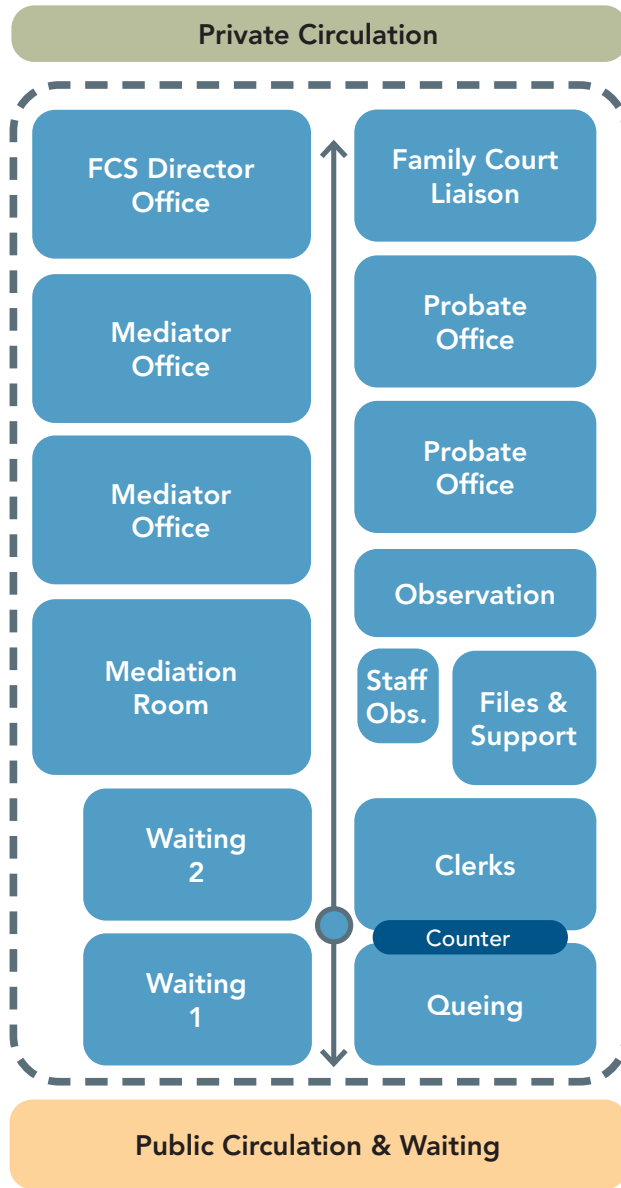 Private Circulation
FCS Director
Office
Family Court
Liaison
Mediator
Office
Probate
Office
Mediator
Office
Probate
Office
Observation
Mediation
Room
Staff
Obs.
Files &
Support
Waiting
2
Clerks
Counter
Waiting
1
Queing
Public Circulation & Waiting